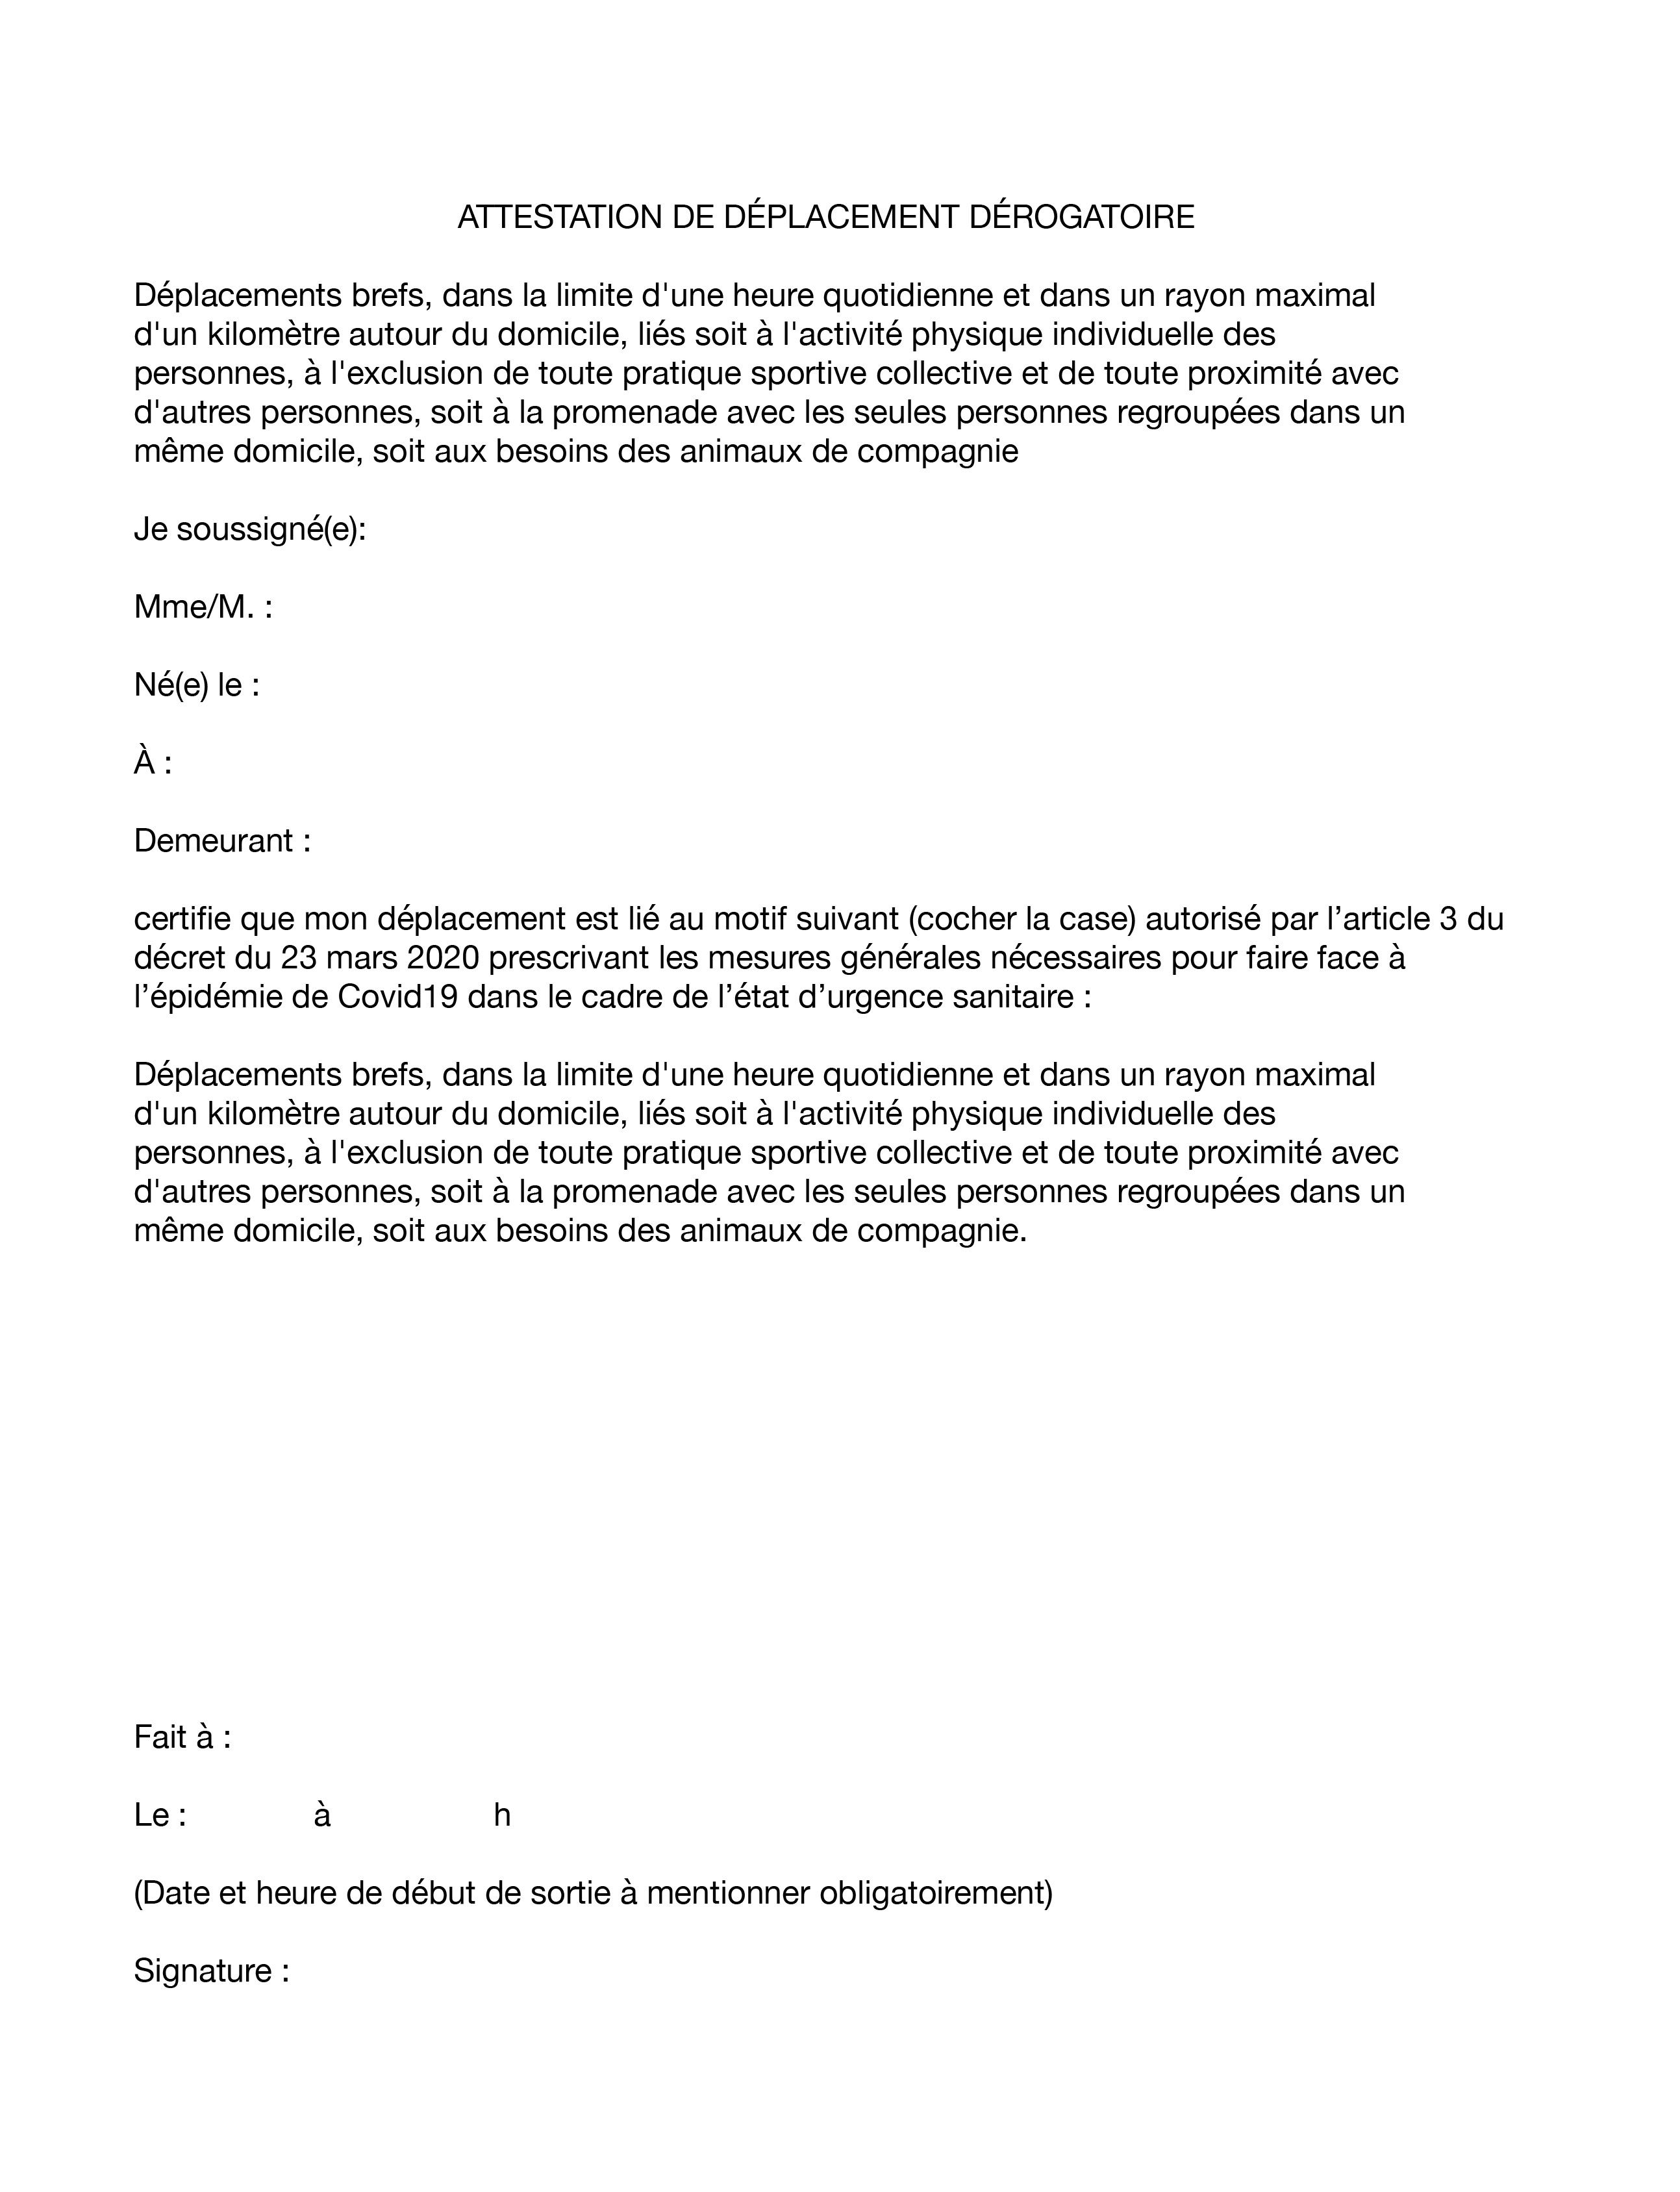 ATTESTATION DE DÉPLACEMENT DÉROGATOIRE
Déplacements brefs, dans la limite d'une heure quotidienne et dans un rayon maximal
d'un kilomètre autour du domicile, liés soit à l'activité physique individuelle des
personnes, à l'exclusion de toute pratique sportive collective et de toute proximité avec
d'autres personnes, soit à la promenade avec les seules personnes regroupées dans un
même domicile, soit aux besoins des animaux de compagnie
Je soussigné(e):
Mme/M. :
Né(e) le :
À :
Demeurant :
certifie que mon déplacement est lié au motif suivant (cocher la case) autorisé par l’article 3 du
décret du 23 mars 2020 prescrivant les mesures générales nécessaires pour faire face à
l’épidémie de Covid19 dans le cadre de l’état d’urgence sanitaire :
Déplacements brefs, dans la limite d'une heure quotidienne et dans un rayon maximal
d'un kilomètre autour du domicile, liés soit à l'activité physique individuelle des
personnes, à l'exclusion de toute pratique sportive collective et de toute proximité avec
d'autres personnes, soit à la promenade avec les seules personnes regroupées dans un
même domicile, soit aux besoins des animaux de compagnie.
Fait à :
Le : à h
(Date et heure de début de sortie à mentionner obligatoirement)
Signature :